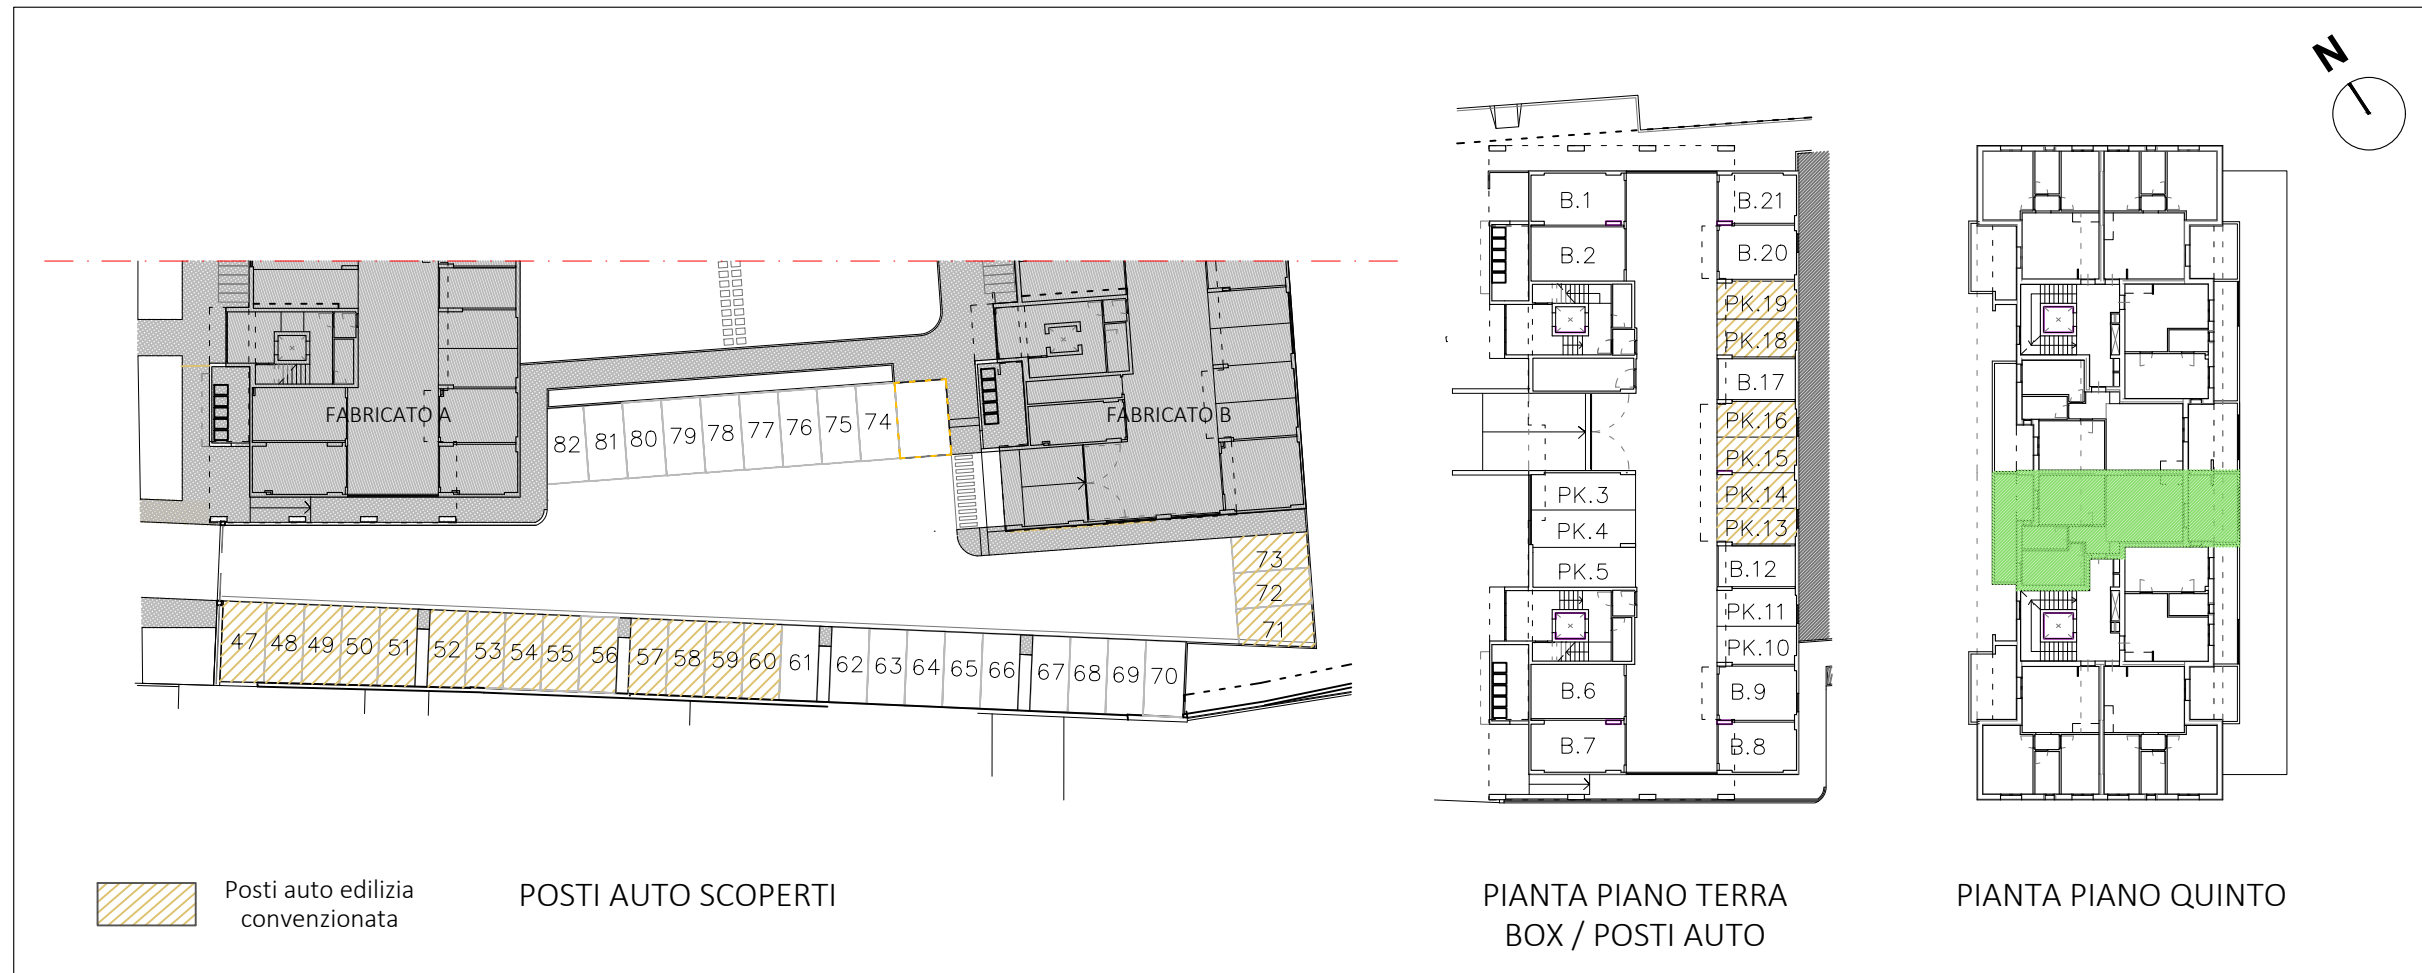 N
B.1
B.21
B.2
B.20
PK.19
PK.18
B.17
PK.16
PK.15
PK.3
PK.14
PK.4
PK.13
PK.5
B.12
PK.11
PK.10
B.6
B.9
B.7
B.8
FABRICATO A
FABRICATO B
82 81 80 79 78 77 76 75 74
73
72
71
47 48 49 50 51 52 53 54 55 56 57 58 59 60 61 62 63 64 65 66 67 68 69 70
Posti auto edilizia
convenzionata
POSTI AUTO SCOPERTI
PIANTA PIANO TERRA
BOX / POSTI AUTO
PIANTA PIANO QUINTO